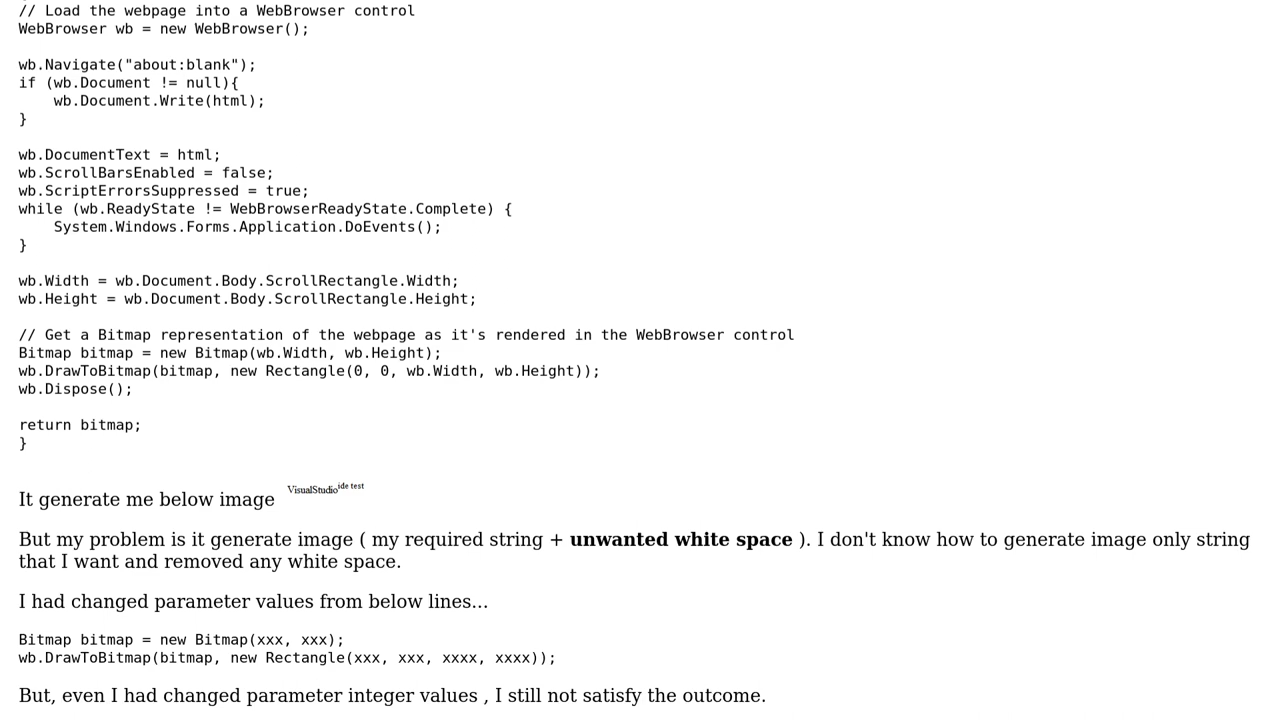 // Load the webpage into a WebBrowser control
WebBrowser wb = new WebBrowser();
wb.Navigate("about:blank");
if (wb.Document != null){
    wb.Document.Write(html);
}
wb.DocumentText = html;
wb.ScrollBarsEnabled = false;
wb.ScriptErrorsSuppressed = true;
while (wb.ReadyState != WebBrowserReadyState.Complete) {
    System.Windows.Forms.Application.DoEvents();
}
wb.Width = wb.Document.Body.ScrollRectangle.Width;
wb.Height = wb.Document.Body.ScrollRectangle.Height;
// Get a Bitmap representation of the webpage as it's rendered in the WebBrowser control
Bitmap bitmap = new Bitmap(wb.Width, wb.Height);
wb.DrawToBitmap(bitmap, new Rectangle(0, 0, wb.Width, wb.Height));
wb.Dispose();
return bitmap;
}
It generate me below image VisualStudioide test
But my problem is it generate image ( my required string + unwanted white space ). I don't know how to generate image only string
that I want and removed any white space.
I had changed parameter values from below lines...
Bitmap bitmap = new Bitmap(xxx, xxx);
wb.DrawToBitmap(bitmap, new Rectangle(xxx, xxx, xxxx, xxxx));
But, even I had changed parameter integer values , I still not satisfy the outcome.